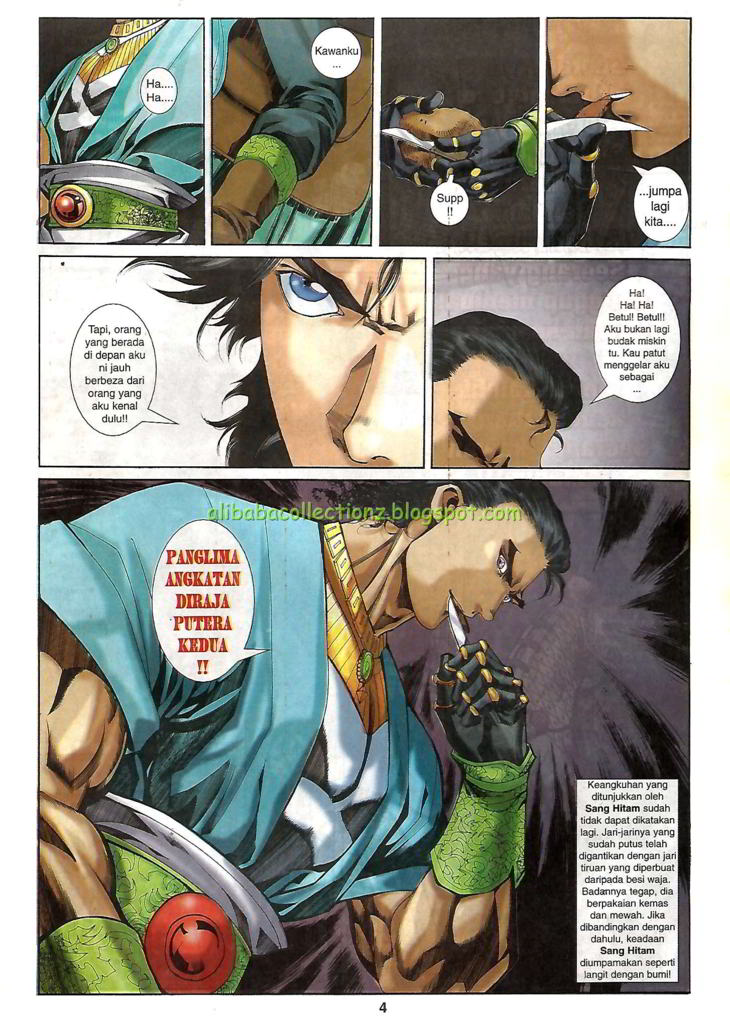 Ha....
Ha....
Kawanku
...
Supp
!!
...jumpa
lagi
kita....
Tapi, orang
yang berada
di depan aku
ni jauh
berbeza dari
orang yang
aku kenal
dulu!!
Ha!
Ha! Ha!
Betul! Betul!!
Aku bukan lagi
budak miskin
tu. Kau patut
menggelar aku
sebagai
...
alibabacollectionz.blogspot.com
PANGLIMA
ANGKATAN
DIRAJA
PUTERA
KEDUA
!!
Keangkuhan yang
ditunjukkan oleh
Sang Hitam sudah
tidak dapat dikatakan
lagi. Jari-jarinya yang
sudah putus telah
digantikan dengan jari
tiruan yang diperbuat
daripada besi waja.
Badannya tegap, dia
berpakaian kemas
dan mewah. Jika
dibandingkan dengan
dahulu, keadaan
Sang Hitam
diumpamakan seperti
langit dengan bumi!
4